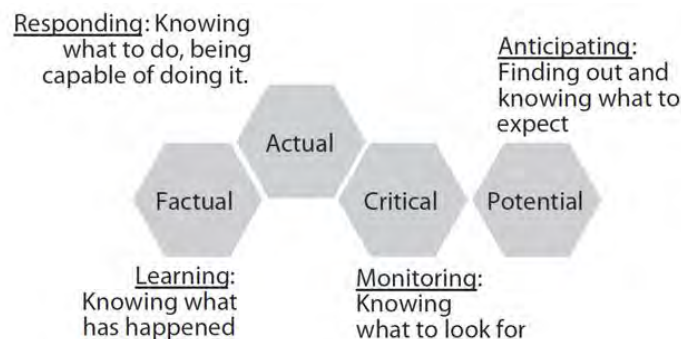 Responding: Knowing
what to do, being
capable of doing it.
Anticipating:
Finding out and
knowing what to
expect
Actual
Factual
Critical
Potential
Learning:
Knowing what
has happened
Monitoring:
Knowing
what to look for